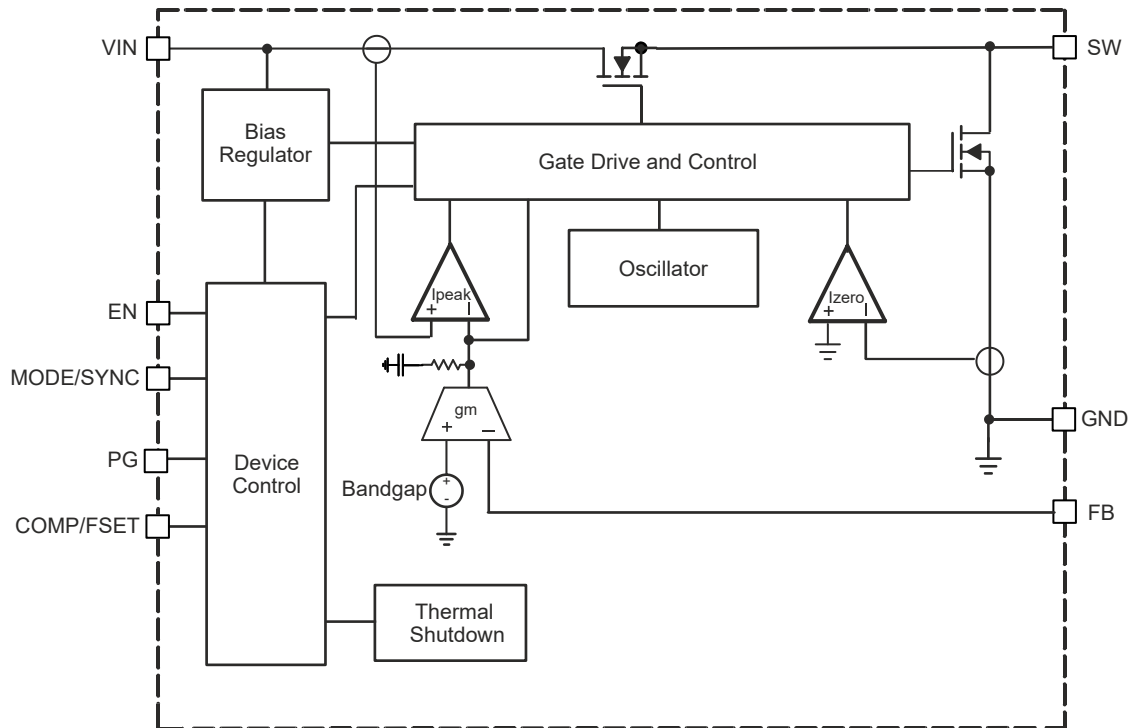 VIN
SW
Bias
Regulator
Gate Drive and Control
Oscillator
Ipeak
+ –
Izero
+ –
EN
MODE/SYNC
PG
COMP/FSET
Device
Control
gm
+ –
Bandgap
+
-
GND
FB
Thermal
Shutdown